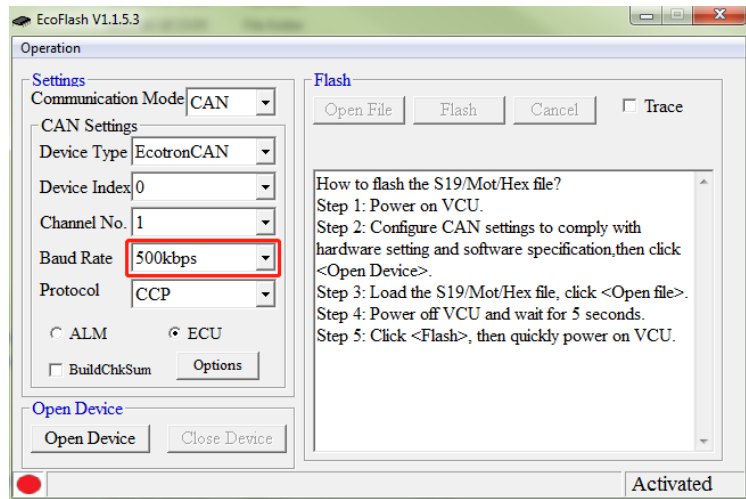 EcoFlash V1.1.5.3
Operation
Settings
Communication Mode CAN
CAN Settings
Device Type EcotronCAN
Device Index 0
Channel No. 1
Baud Rate 500kbps
Protocol CCP
ALM ECU
BuildChkSum Options
Open Device
Open Device Close Device
Flash
Open File Flash Cancel Trace
How to flash the S19/Mot/Hex file?
Step 1: Power on VCU.
Step 2: Configure CAN settings to comply with
hardware setting and software specification,then click
<Open Device>.
Step 3: Load the S19/Mot/Hex file, click <Open file>.
Step 4: Power off VCU and wait for 5 seconds.
Step 5: Click <Flash>, then quickly power on VCU.
Activated